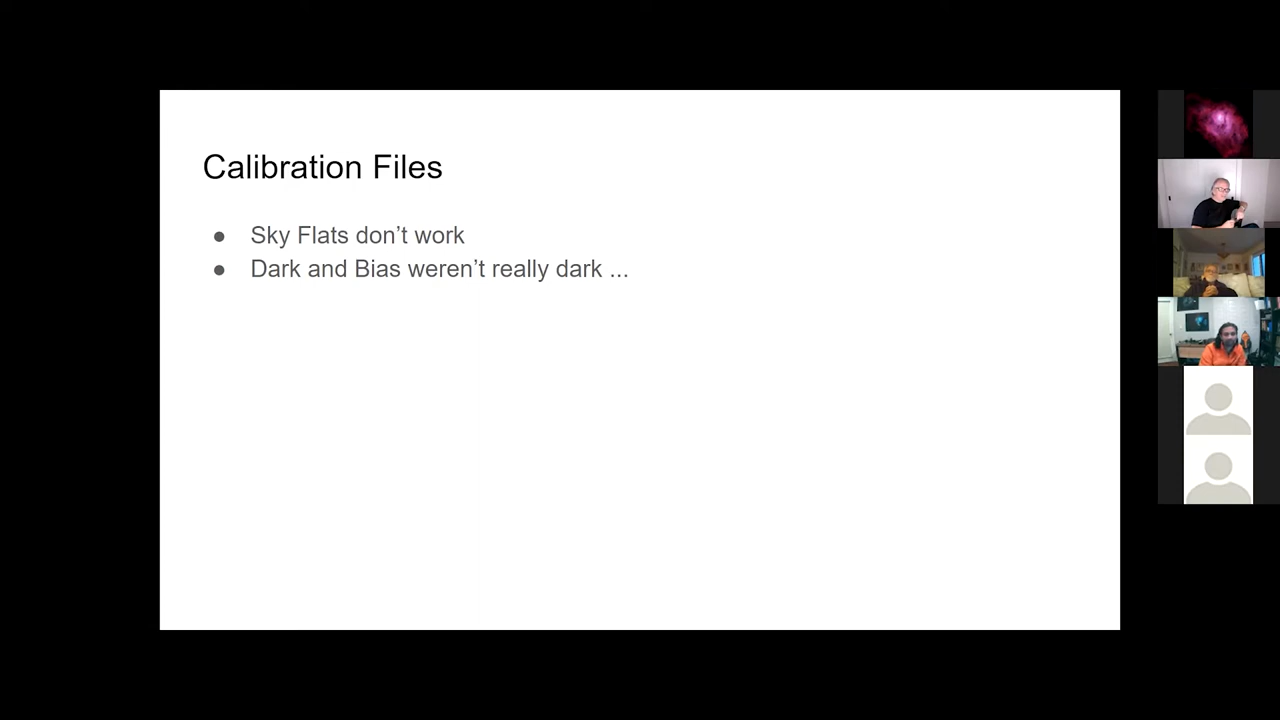 Calibration Files
● Sky Flats don’t work
● Dark and Bias weren’t really dark ...